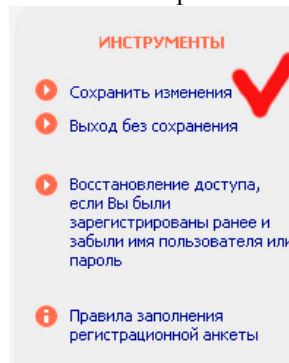 ИНСТРУМЕНТЫ
Сохранить изменения
Выход без сохранения
Восстановление доступа,
если Вы были
зарегистрированы ранее и
забыли имя пользователя или
пароль
Правила заполнения
регистрационной анкеты